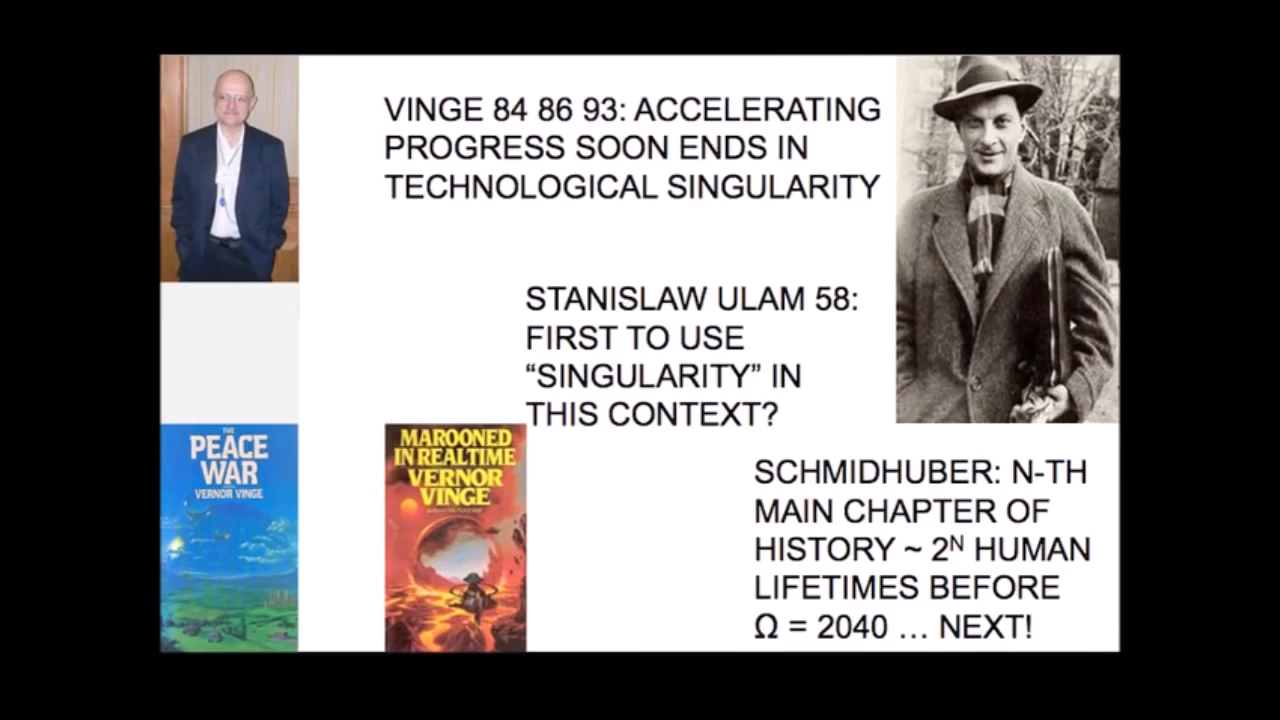 VINGE 84 86 93: ACCELERATING
PROGRESS SOON ENDS IN
TECHNOLOGICAL SINGULARITY
STANISLAW ULAM 58:
FIRST TO USE
“SINGULARITY” IN
THIS CONTEXT?
THE
PEACE
WAR
VERNOR VINGE
MAROONED
IN REALTIME
VERNOR
VINGE
SCHMIDHUBER: N-TH
MAIN CHAPTER OF
HISTORY ~ 2ᴺ HUMAN
LIFETIMES BEFORE
Ω = 2040 … NEXT!